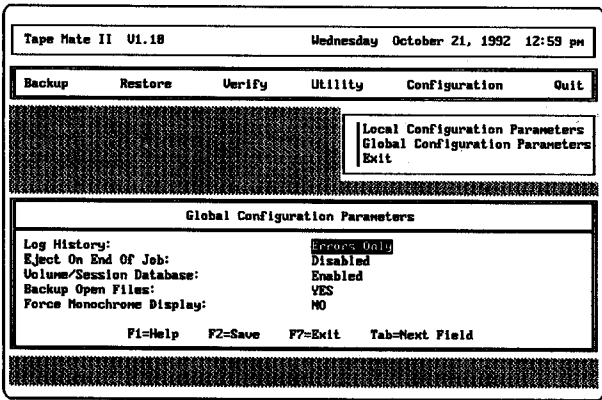 Tape Mate II V1.10 Wednesday October 21, 1992 12:59 pm
Backup Restore Verify Utility Configuration Quit
Local Configuration Parameters
Global Configuration Parameters
Exit
Global Configuration Parameters
Log History: Errors Only
Eject On End Of Job: Disabled
Volume/Session Database: Enabled
Backup Open Files: YES
Force Monochrome Display: NO
F1=Help F2=Save F7=Exit Tab=Next Field